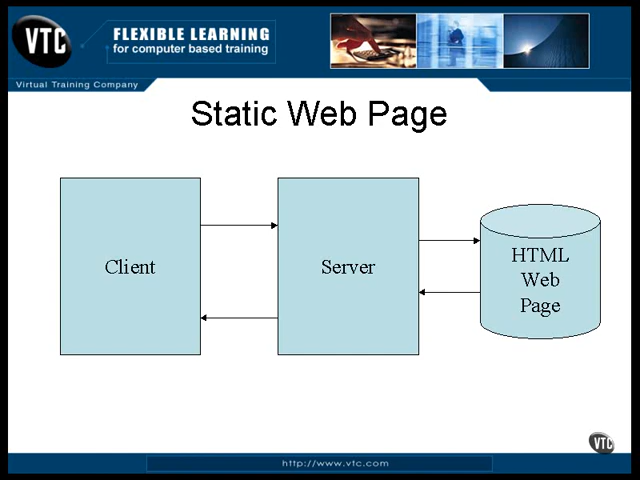 VTC
FLEXIBLE LEARNING
for computer based training
Virtual Training Company
Static Web Page
Client
Server
HTML
Web
Page
VTC
http://www.vtc.com